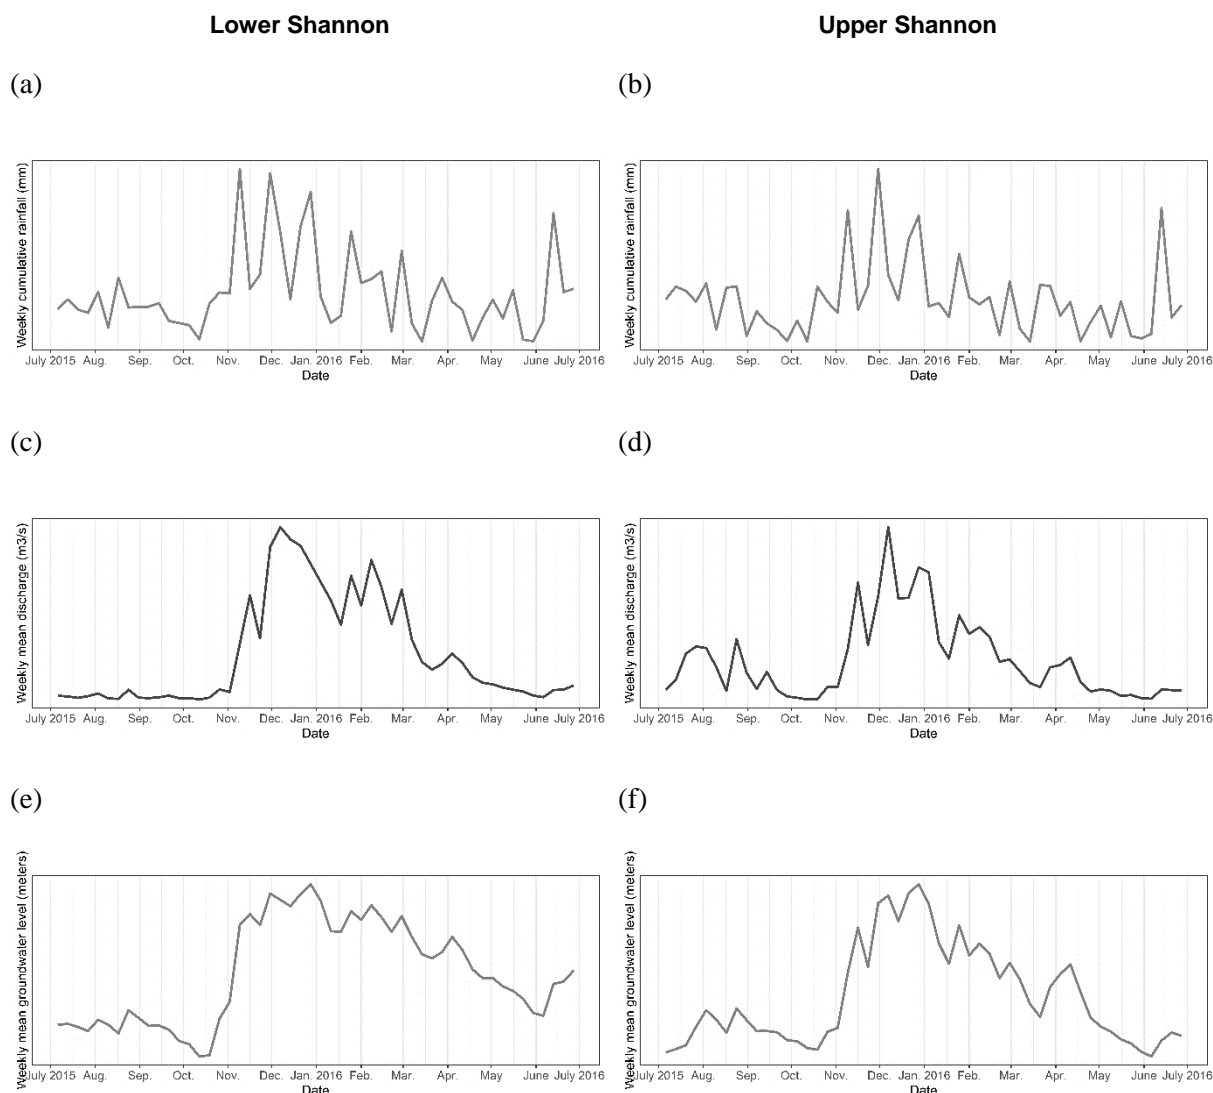 Lower Shannon
Upper Shannon
(a)
(b)
Weekly cumulative rainfall (mm)
July 2015 Aug. Sep. Oct. Nov. Dec. Jan. 2016 Feb. Mar. Apr. May June July 2016
Date
Weekly cumulative rainfall (mm)
July 2015 Aug. Sep. Oct. Nov. Dec. Jan. 2016 Feb. Mar. Apr. May June July 2016
Date
(c)
(d)
Weekly mean discharge (m3/s)
July 2015 Aug. Sep. Oct. Nov. Dec. Jan. 2016 Feb. Mar. Apr. May June July 2016
Date
Weekly mean discharge (m3/s)
July 2015 Aug. Sep. Oct. Nov. Dec. Jan. 2016 Feb. Mar. Apr. May June July 2016
Date
(e)
(f)
Weekly mean groundwater level (meters)
July 2015 Aug. Sep. Oct. Nov. Dec. Jan. 2016 Feb. Mar. Apr. May June July 2016
Date
Weekly mean groundwater level (meters)
July 2015 Aug. Sep. Oct. Nov. Dec. Jan. 2016 Feb. Mar. Apr. May June July 2016
Date